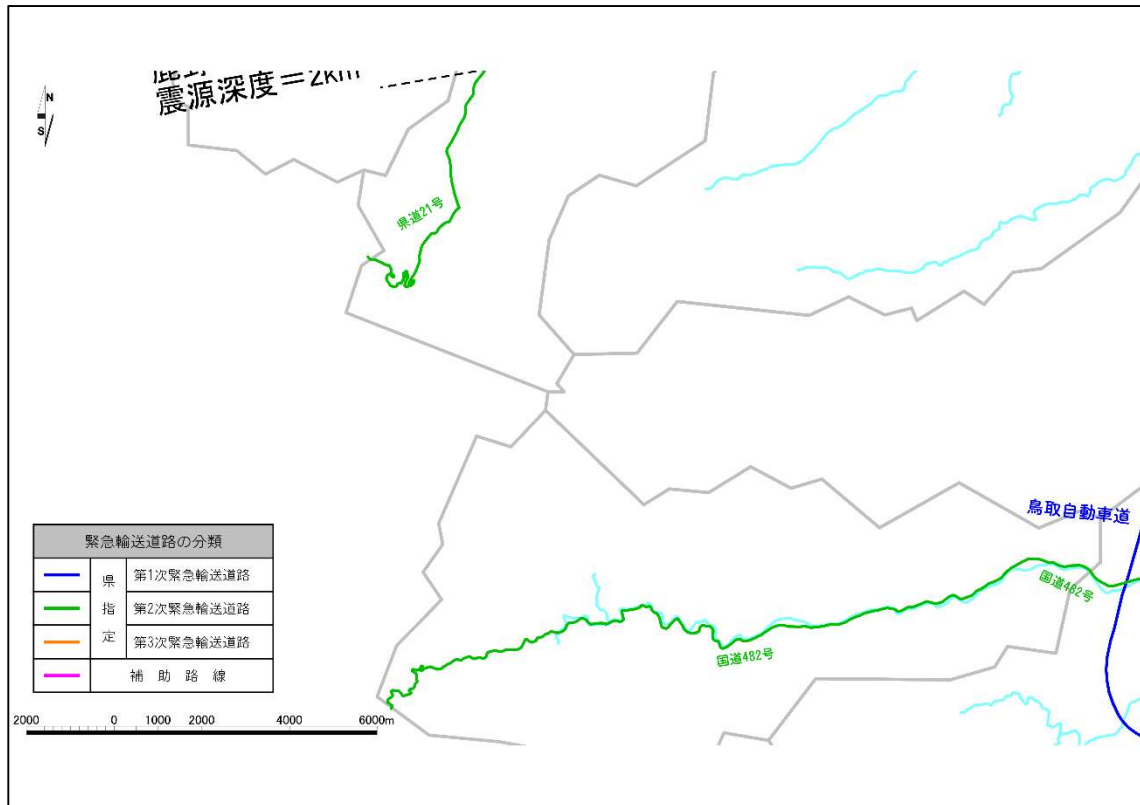 震源深度＝2km
N
S
県道21号
鳥取自動車道
国道482号
国道482号
緊急輸送道路の分類
県指定
第1次緊急輸送道路
第2次緊急輸送道路
第3次緊急輸送道路
補助路線
2000 0 1000 2000 4000 6000m